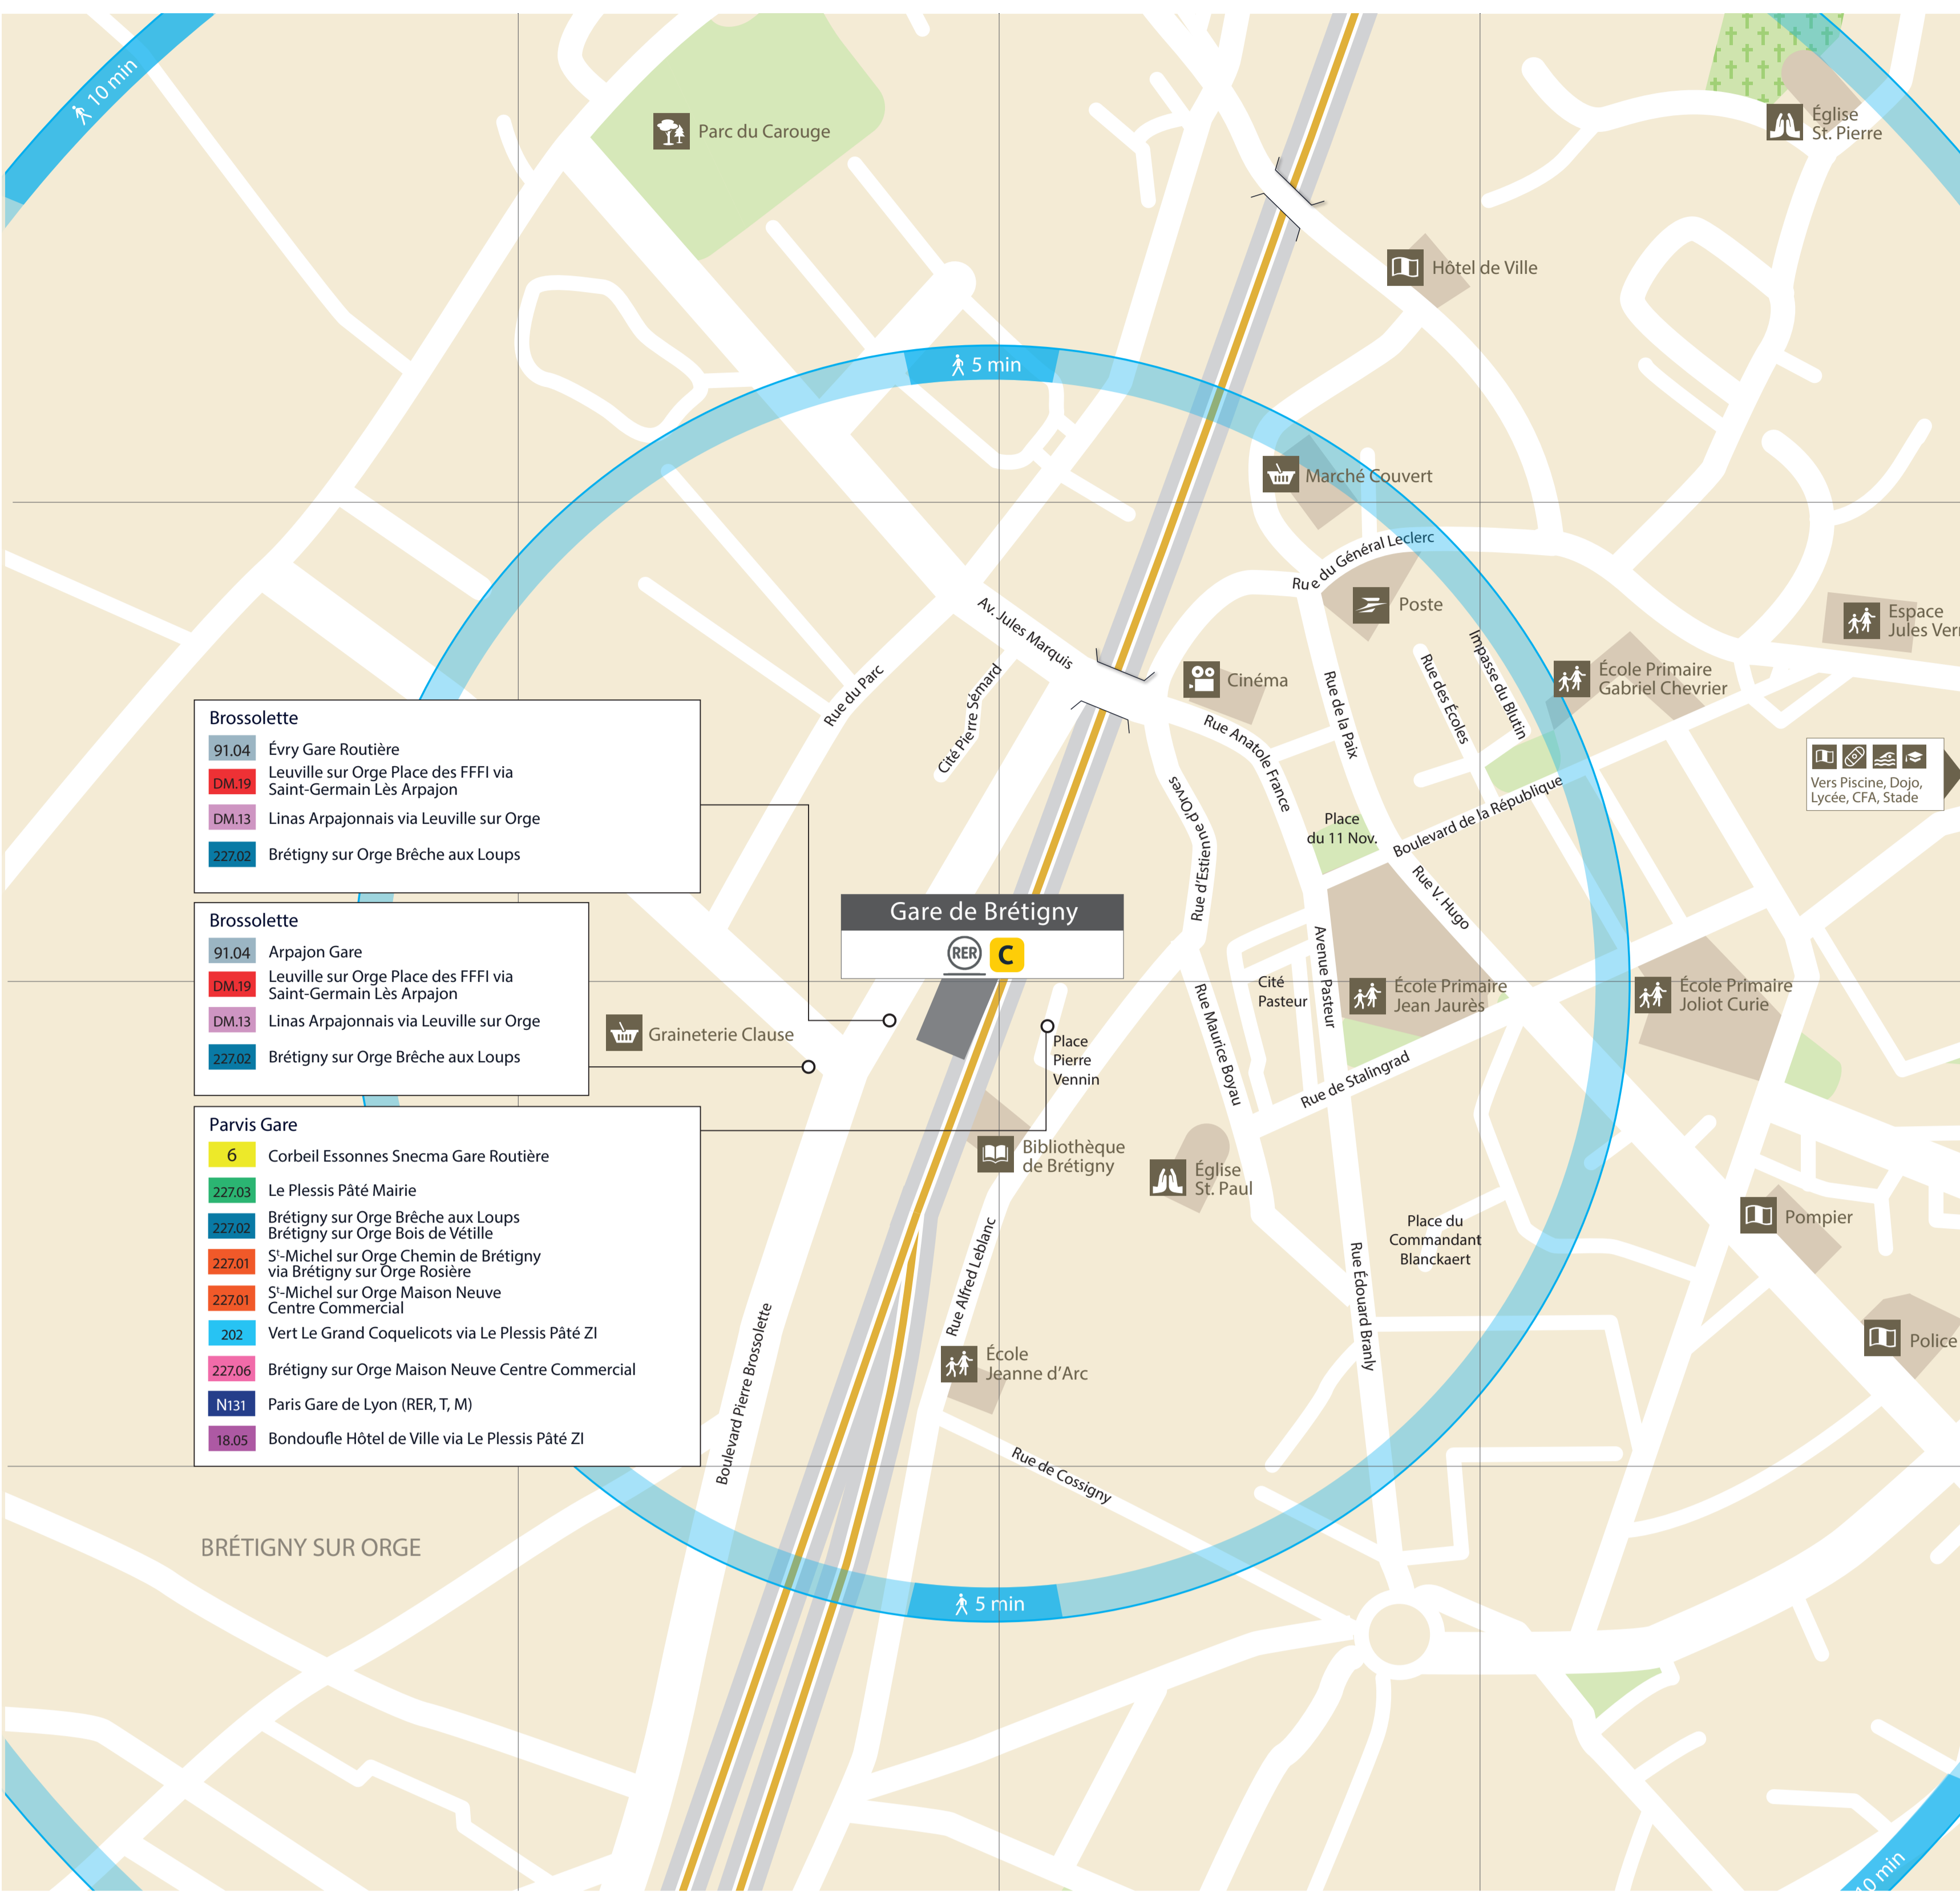 10 min
Parc du Carouge
Église
St. Pierre
Hôtel de Ville
5 min
Marché Couvert
Rue du Général Leclerc
Poste
Av. Jules Marquis
Espace
Impasse du Blutin
Rue des Écoles
École Primaire
Gabriel Chevrier
Cinéma
Rue de la Paix
Rue du Parc
Cité Pierre Sémard
Rue Anatole France
Vers Piscine, Dojo,
Lycée, CFA, Stade
Rue d'Estienne d'Orves
Place
du 11 Nov.
Boulevard de la République
Rue V. Hugo
Brossolette
91.04 Évry Gare Routière
DM.19 Leuville sur Orge Place des FFFI via
Saint-Germain Lès Arpajon
DM.13 Linas Arpajonnais via Leuville sur Orge
227.02 Brétigny sur Orge Brêche aux Loups
Gare de Brétigny
RER C
Brossolette
91.04 Arpajon Gare
DM.19 Leuville sur Orge Place des FFFI via
Saint-Germain Lès Arpajon
DM.13 Linas Arpajonnais via Leuville sur Orge
227.02 Brétigny sur Orge Brêche aux Loups
Avenue Pasteur
Cité
Pasteur
École Primaire
Jean Jaurès
École Primaire
Joliot Curie
Graineterie Clause
Place
Pierre
Vennin
Rue Maurice Boyau
Rue de Stalingrad
Parvis Gare
6 Corbeil Essonnes Snecma Gare Routière
227.03 Le Plessis Pâté Mairie
227.02 Brétigny sur Orge Brêche aux Loups
Brétigny sur Orge Bois de Vétille
227.01 St-Michel sur Orge Chemin de Brétigny
via Brétigny sur Orge Rosière
227.01 St-Michel sur Orge Maison Neuve
Centre Commercial
202 Vert Le Grand Coquelicots via Le Plessis Pâté ZI
227.06 Brétigny sur Orge Maison Neuve Centre Commercial
N131 Paris Gare de Lyon (RER, T, M)
18.05 Bondoufle Hôtel de Ville via Le Plessis Pâté ZI
Bibliothèque
de Brétigny
Église
St. Paul
Place du
Commandant
Blanckaert
Pompier
Rue Alfred Leblanc
Rue Édouard Branly
Police
Boulevard Pierre Brossolette
École
Jeanne d'Arc
Rue de Cossigny
BRÉTIGNY SUR ORGE
5 min
10 min